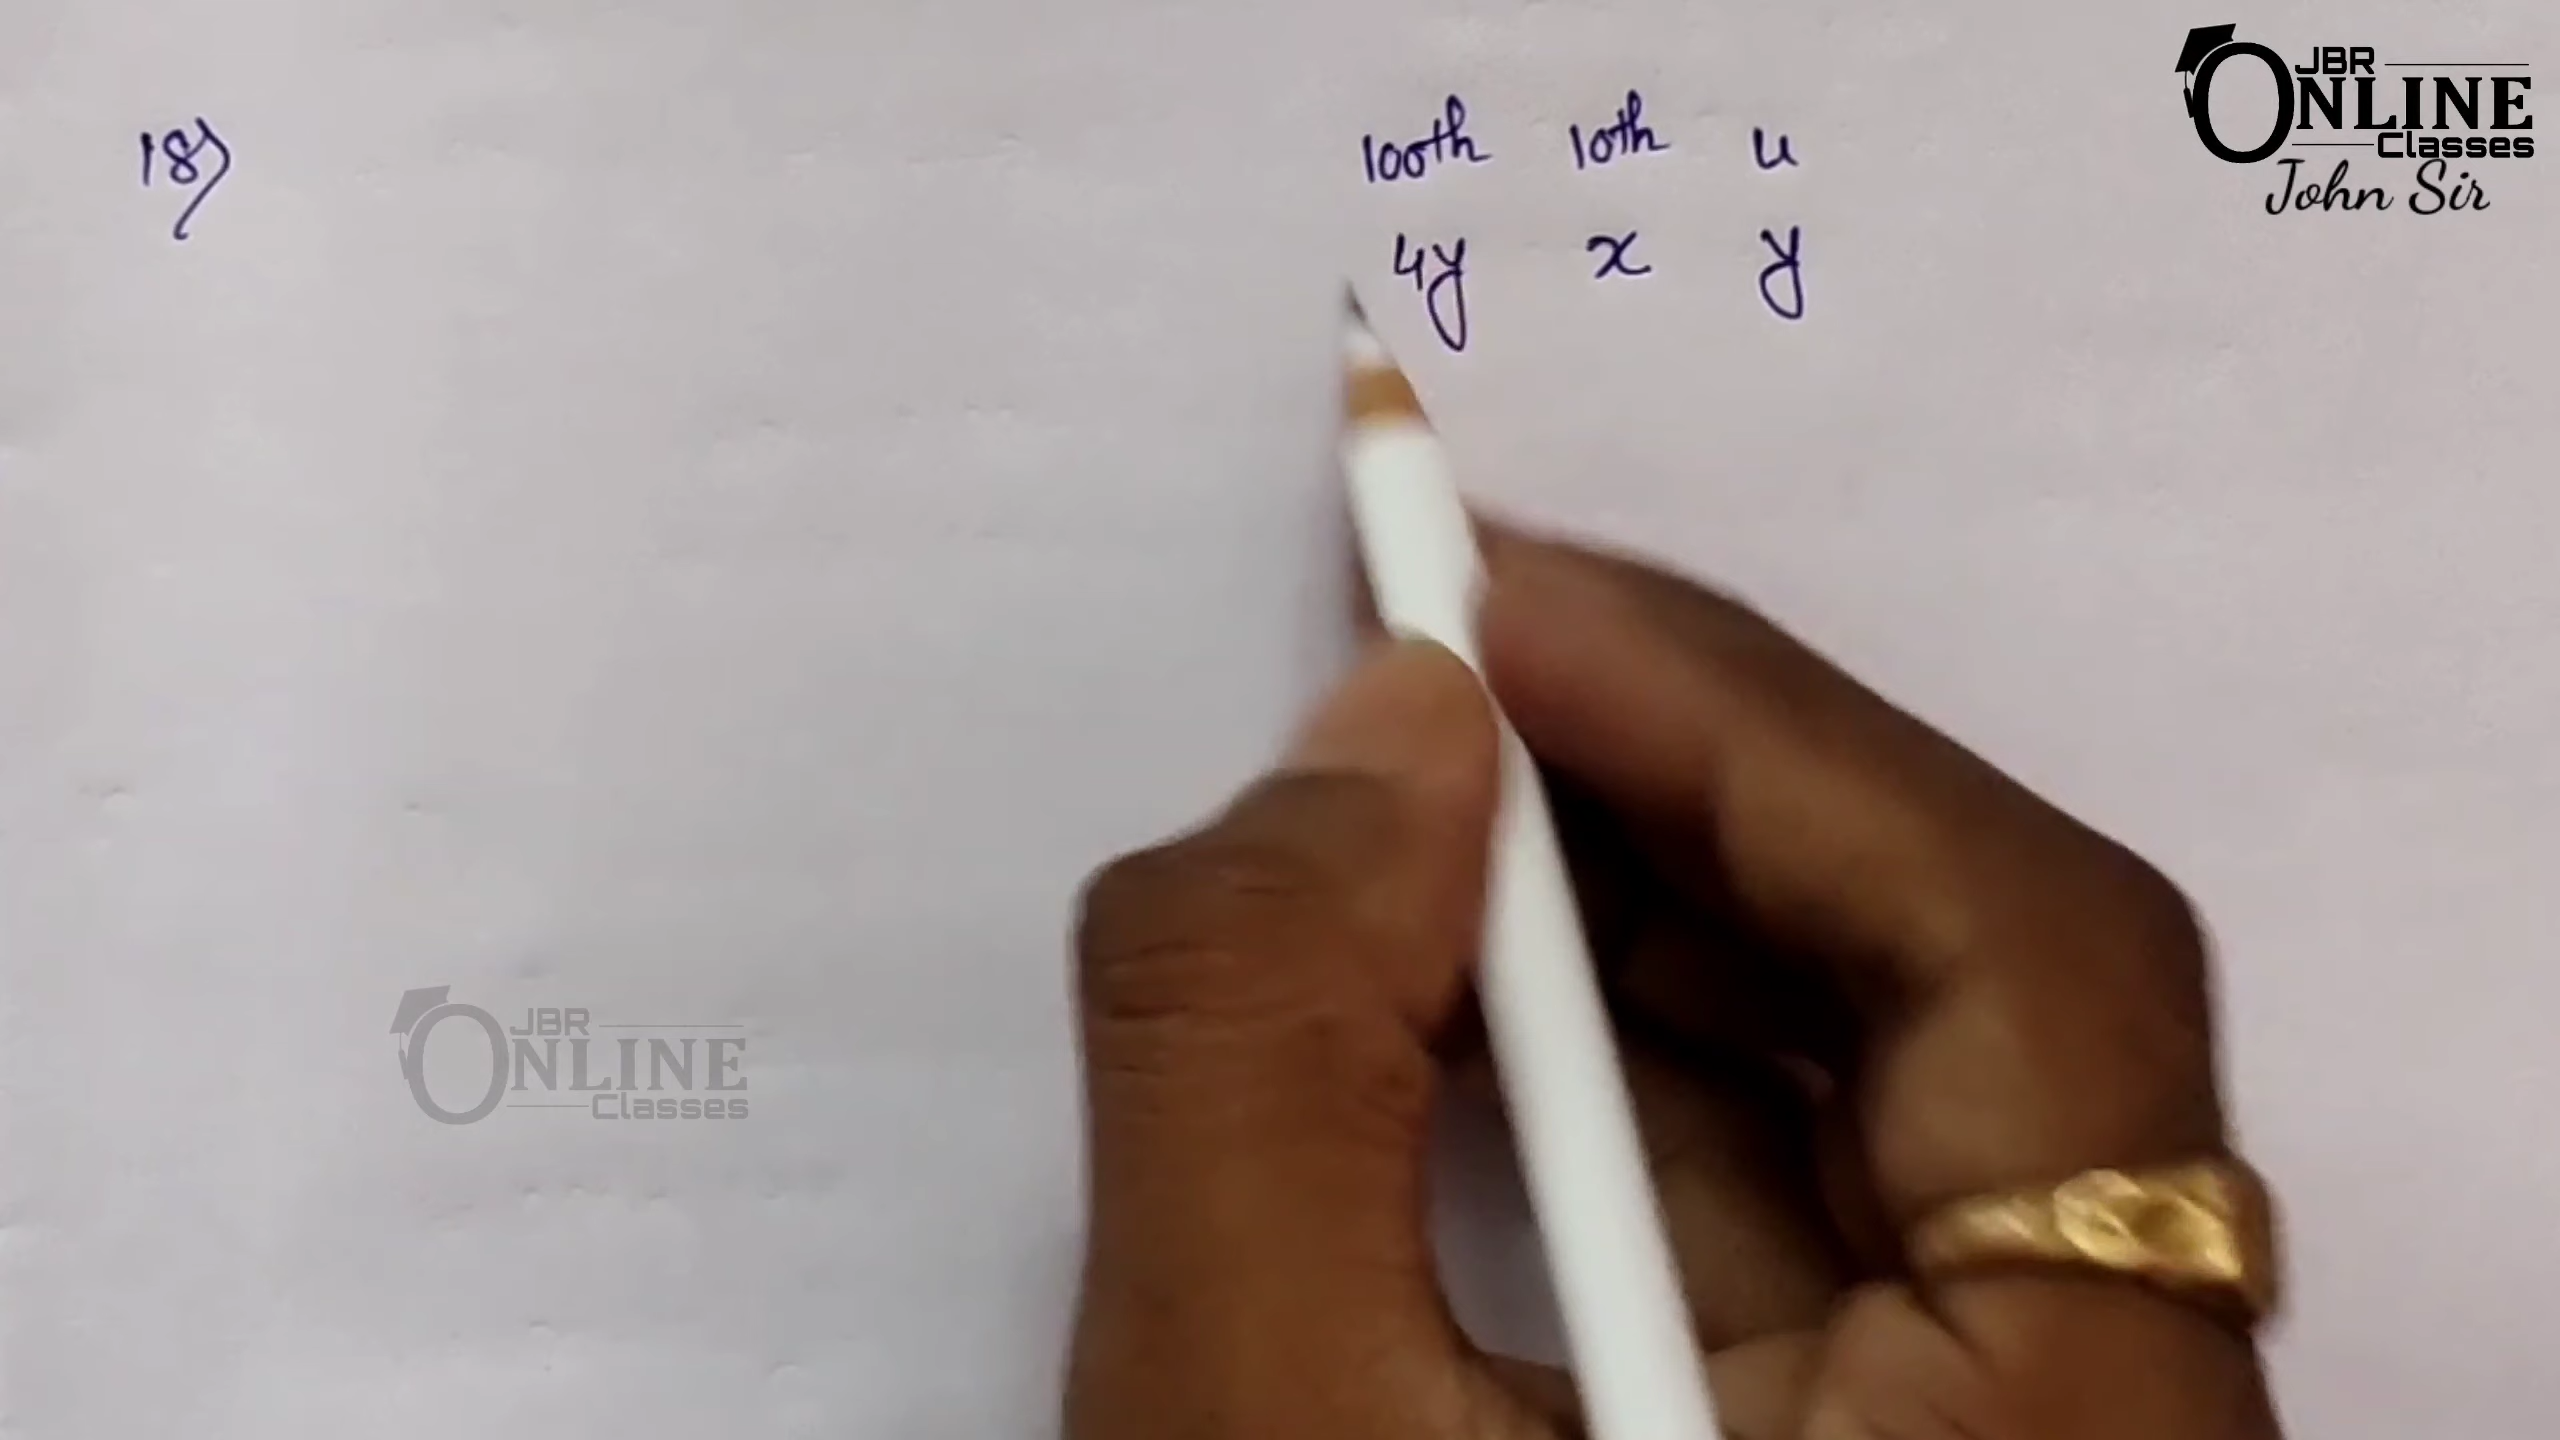 18)
100th 10th u
4y x y
JBR
ONLINE
Classes
John Sir
JBR
ONLINE
Classes